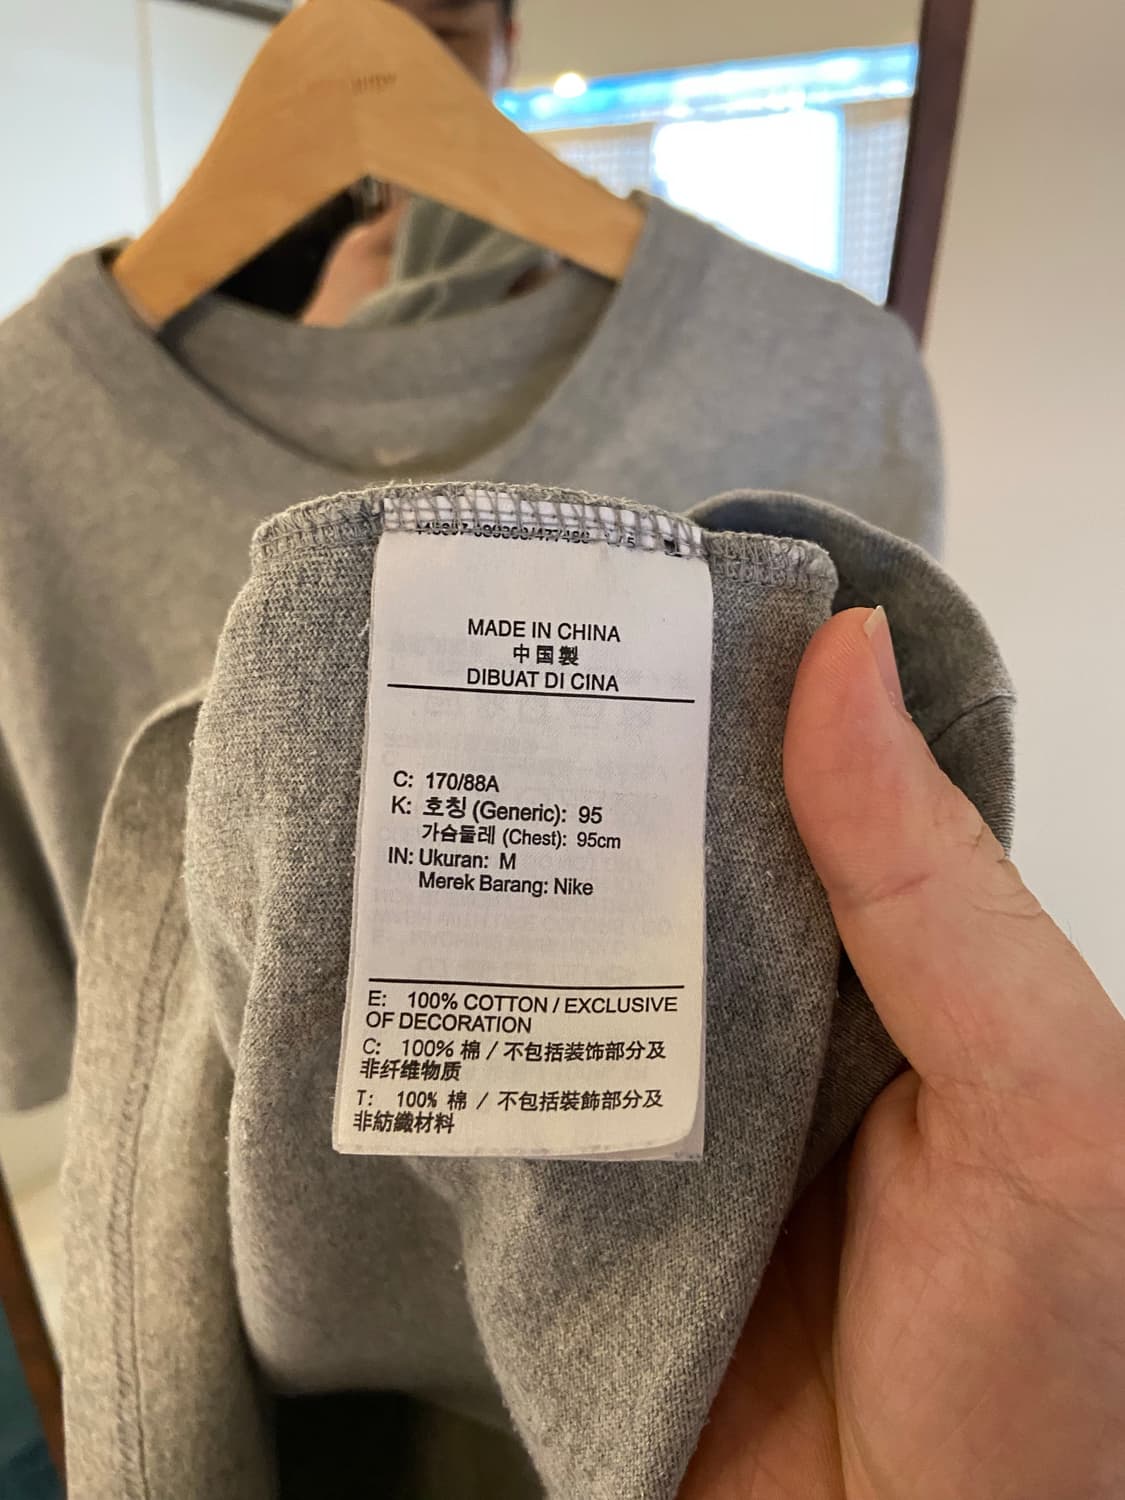 MADE IN CHINA
中国製
DIBUAT DI CINA
C: 170/88A
K: 호칭 (Generic): 95
가슴둘레 (Chest): 95cm
IN: Ukuran: M
Merek Barang: Nike
E: 100% COTTON / EXCLUSIVE
OF DECORATION
C: 100% 棉 / 不包括装饰部分及
非纤维物质
T: 100% 棉 / 不包括裝飾部分及
非紡織材料